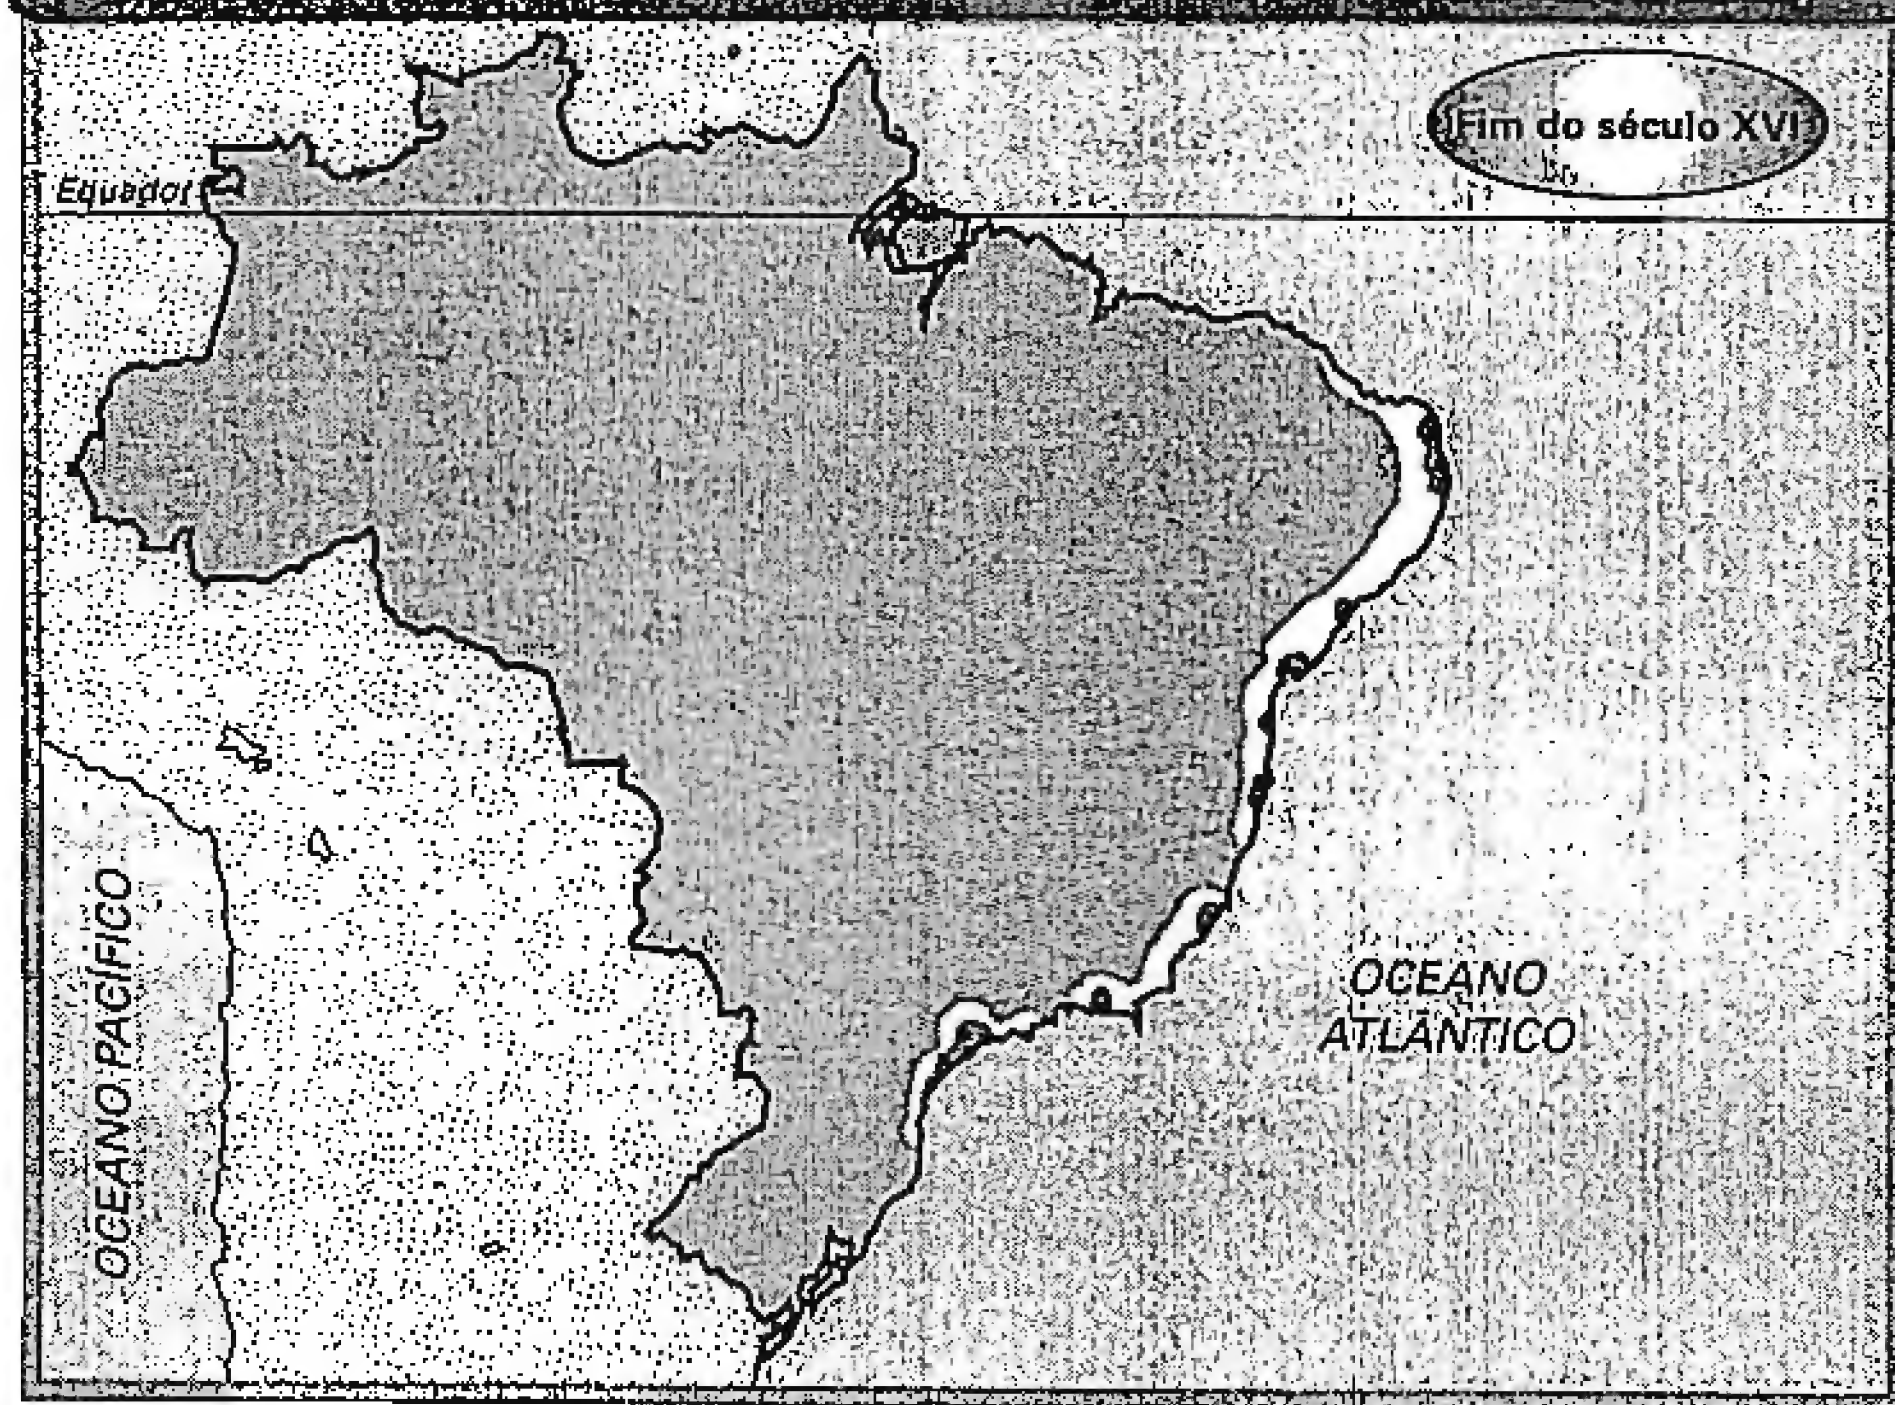 Fim do século XVI
Equador
OCEANO PACÍFICO
OCEANO
ATLÂNTICO